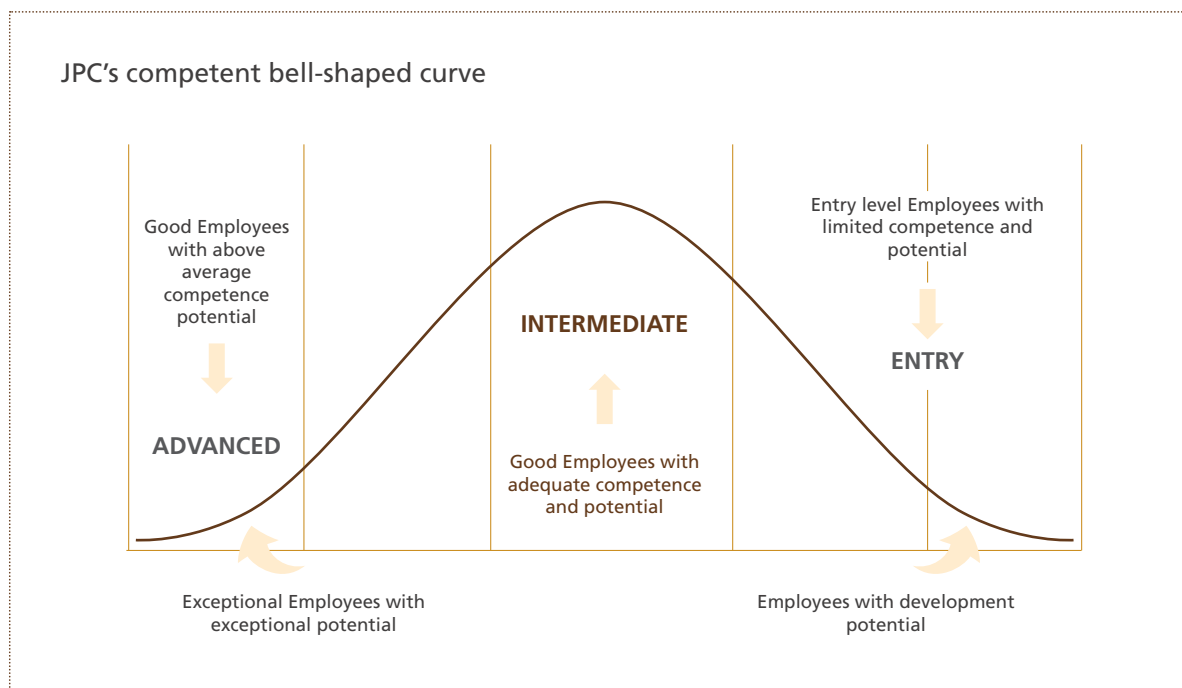 JPC’s competent bell-shaped curve
Good Employees
with above
average
competence
potential
ADVANCED
INTERMEDIATE
Good Employees with
adequate competence
and potential
Entry level Employees with
limited competence and
potential
ENTRY
Exceptional Employees with
exceptional potential
Employees with development
potential